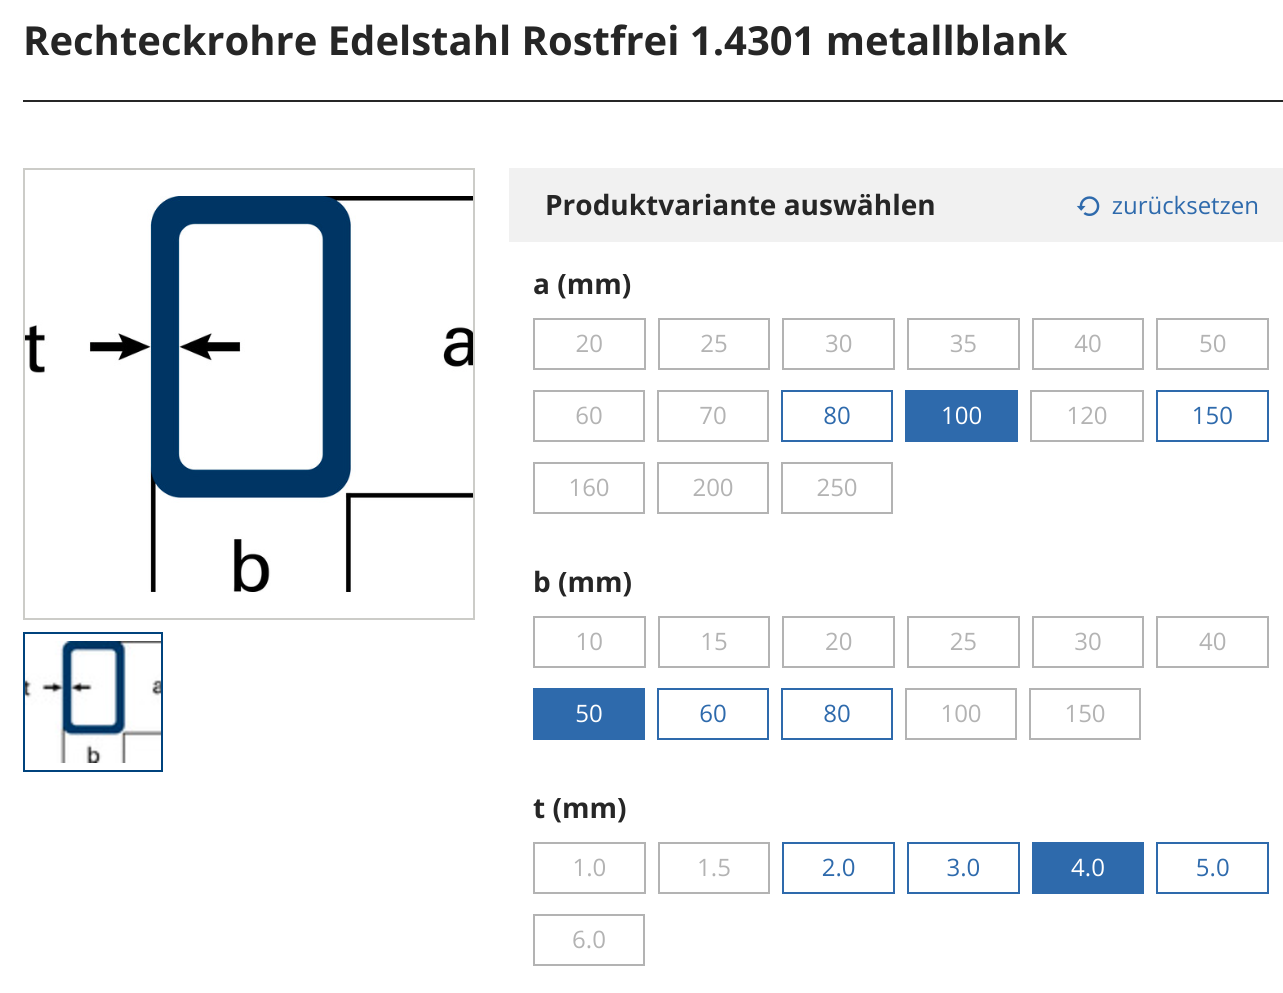 Rechteckrohre Edelstahl Rostfrei 1.4301 metallblank
t
a
b
t
a
b
Produktvariante auswählen
zurücksetzen
a (mm)
20 25 30 35 40 50
60 70 80 100 120 150
160 200 250
b (mm)
10 15 20 25 30 40
50 60 80 100 150
t (mm)
1.0 1.5 2.0 3.0 4.0 5.0
6.0